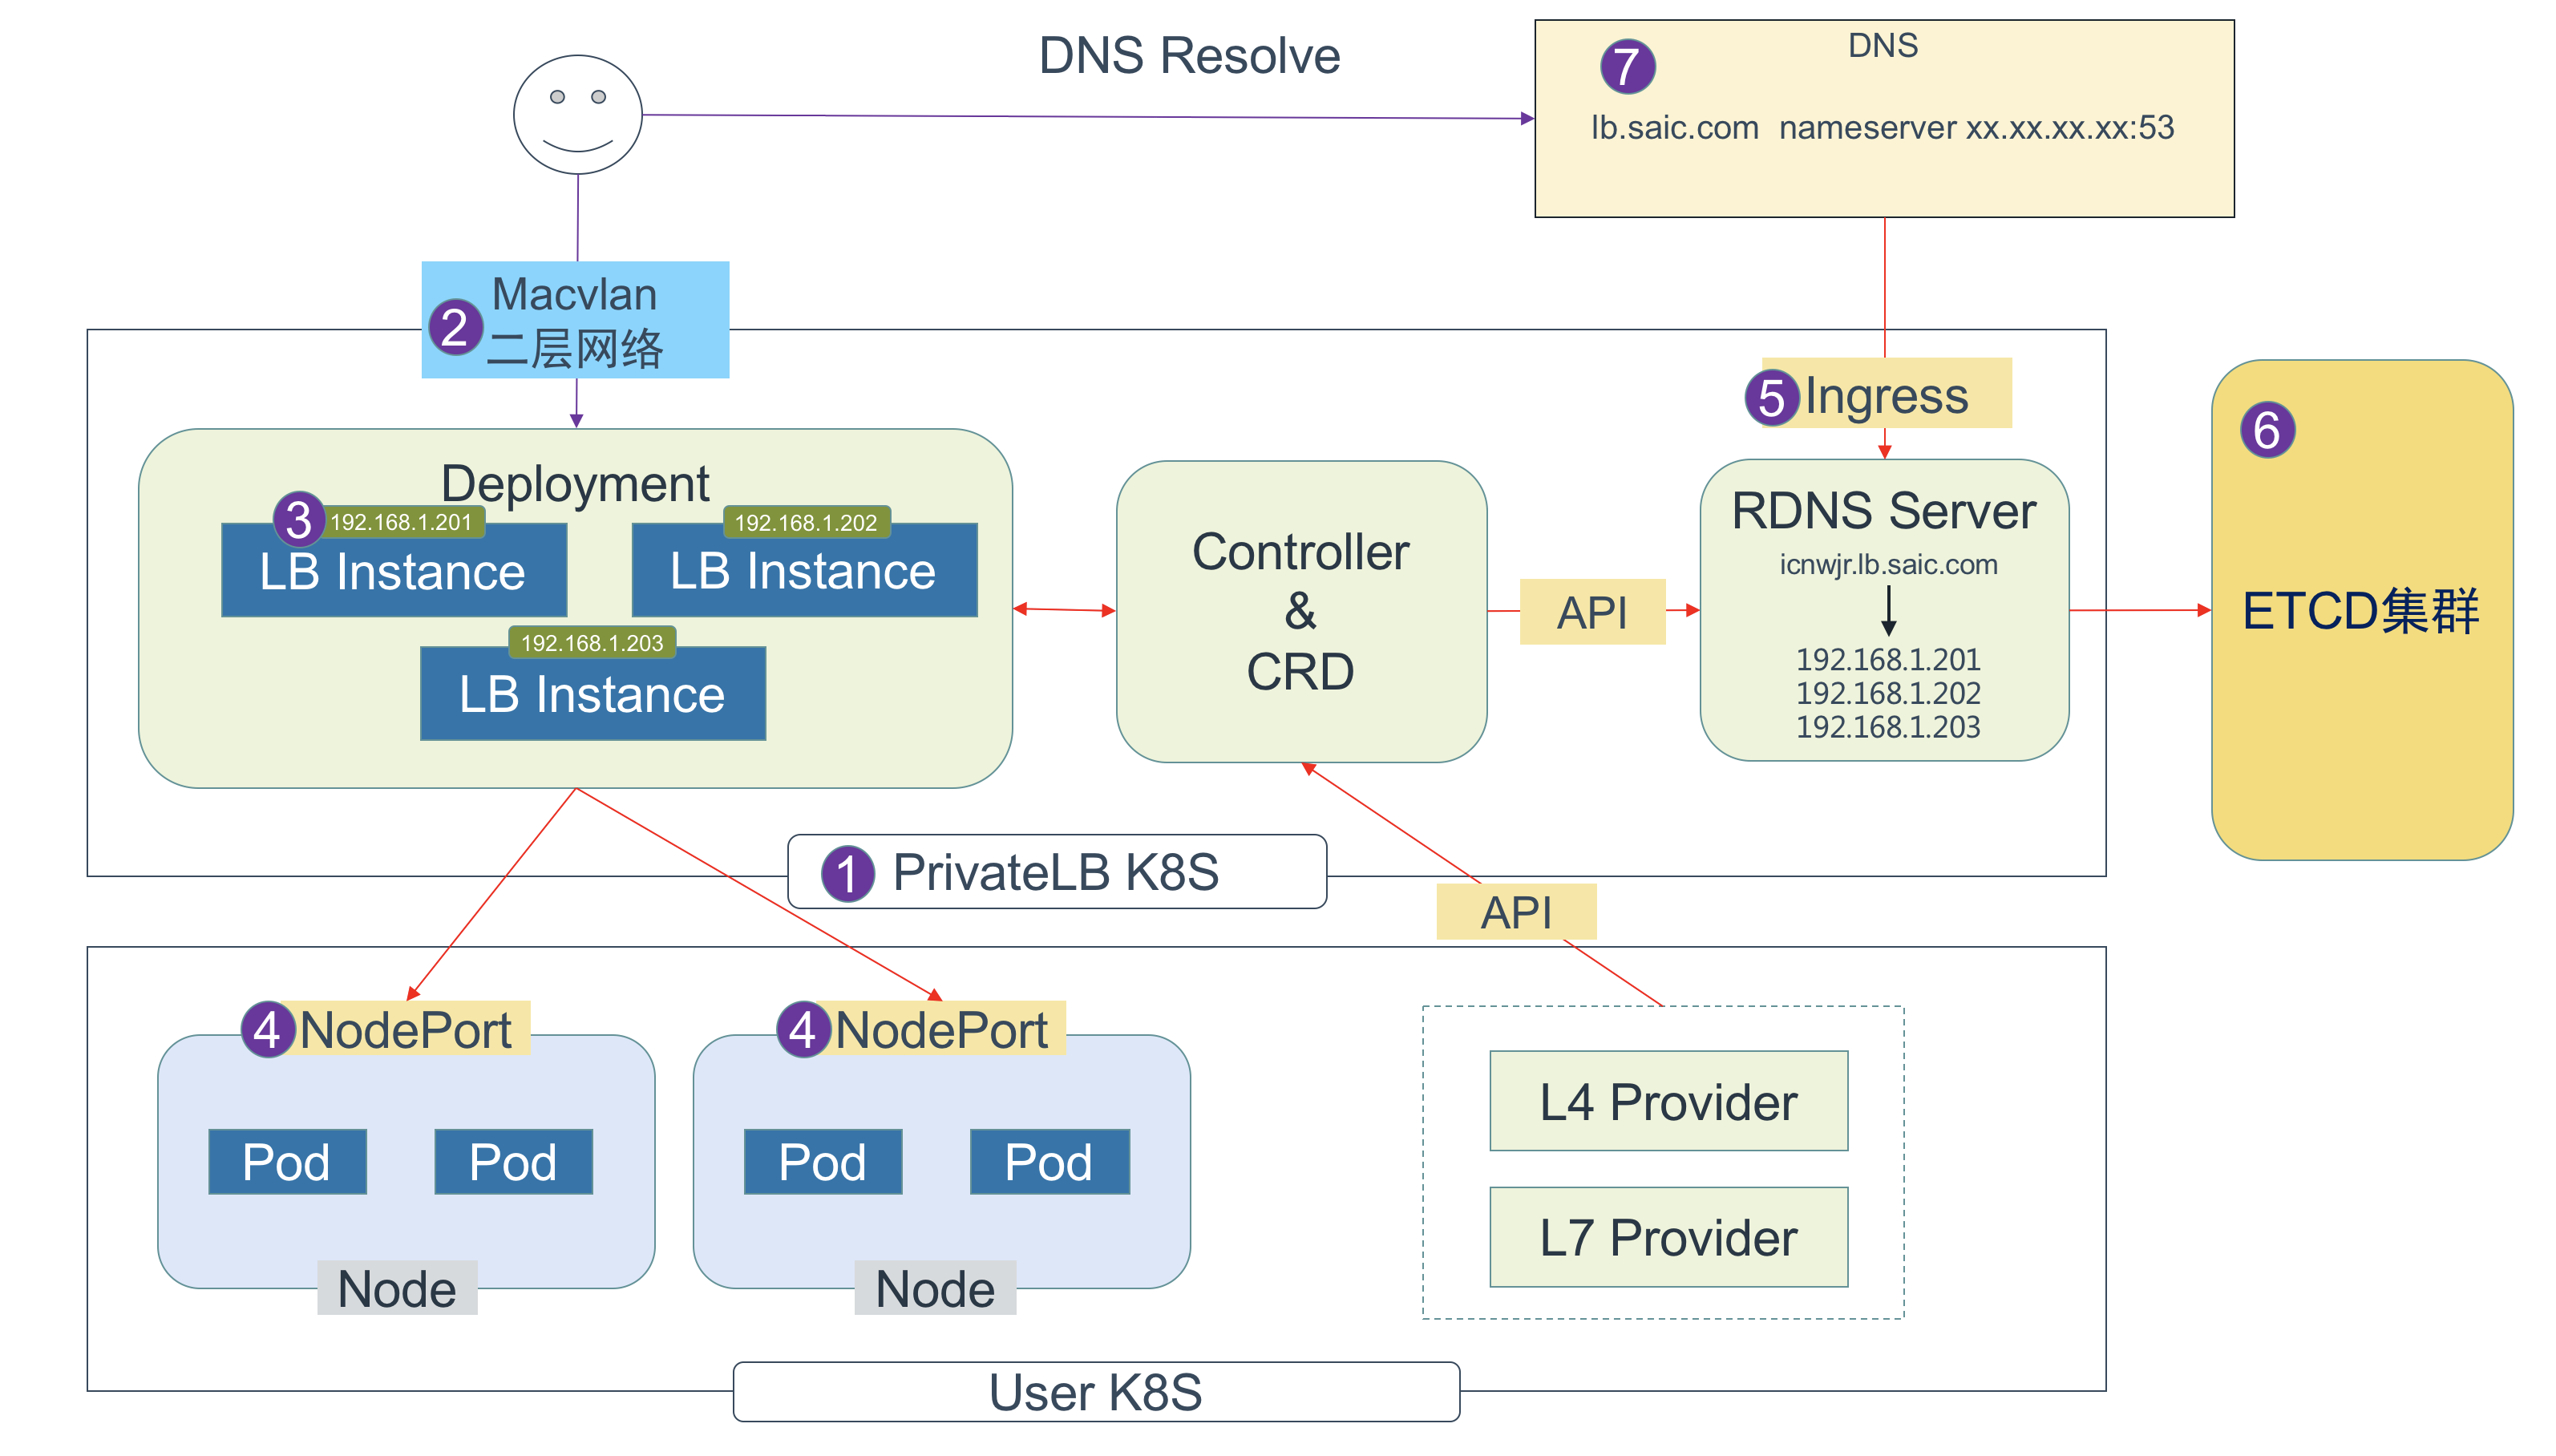 DNS Resolve
7
DNS
lb.saic.com nameserver xx.xx.xx.xx:53
2
Macvlan
二层网络
5
Ingress
6
ETCD集群
Deployment
3
192.168.1.201
LB Instance
192.168.1.202
LB Instance
192.168.1.203
LB Instance
Controller
&
CRD
API
RDNS Server
icnwjr.lb.saic.com
192.168.1.201
192.168.1.202
192.168.1.203
1
PrivateLB K8S
API
4
NodePort
Pod
Pod
Node
4
NodePort
Pod
Pod
Node
L4 Provider
L7 Provider
User K8S